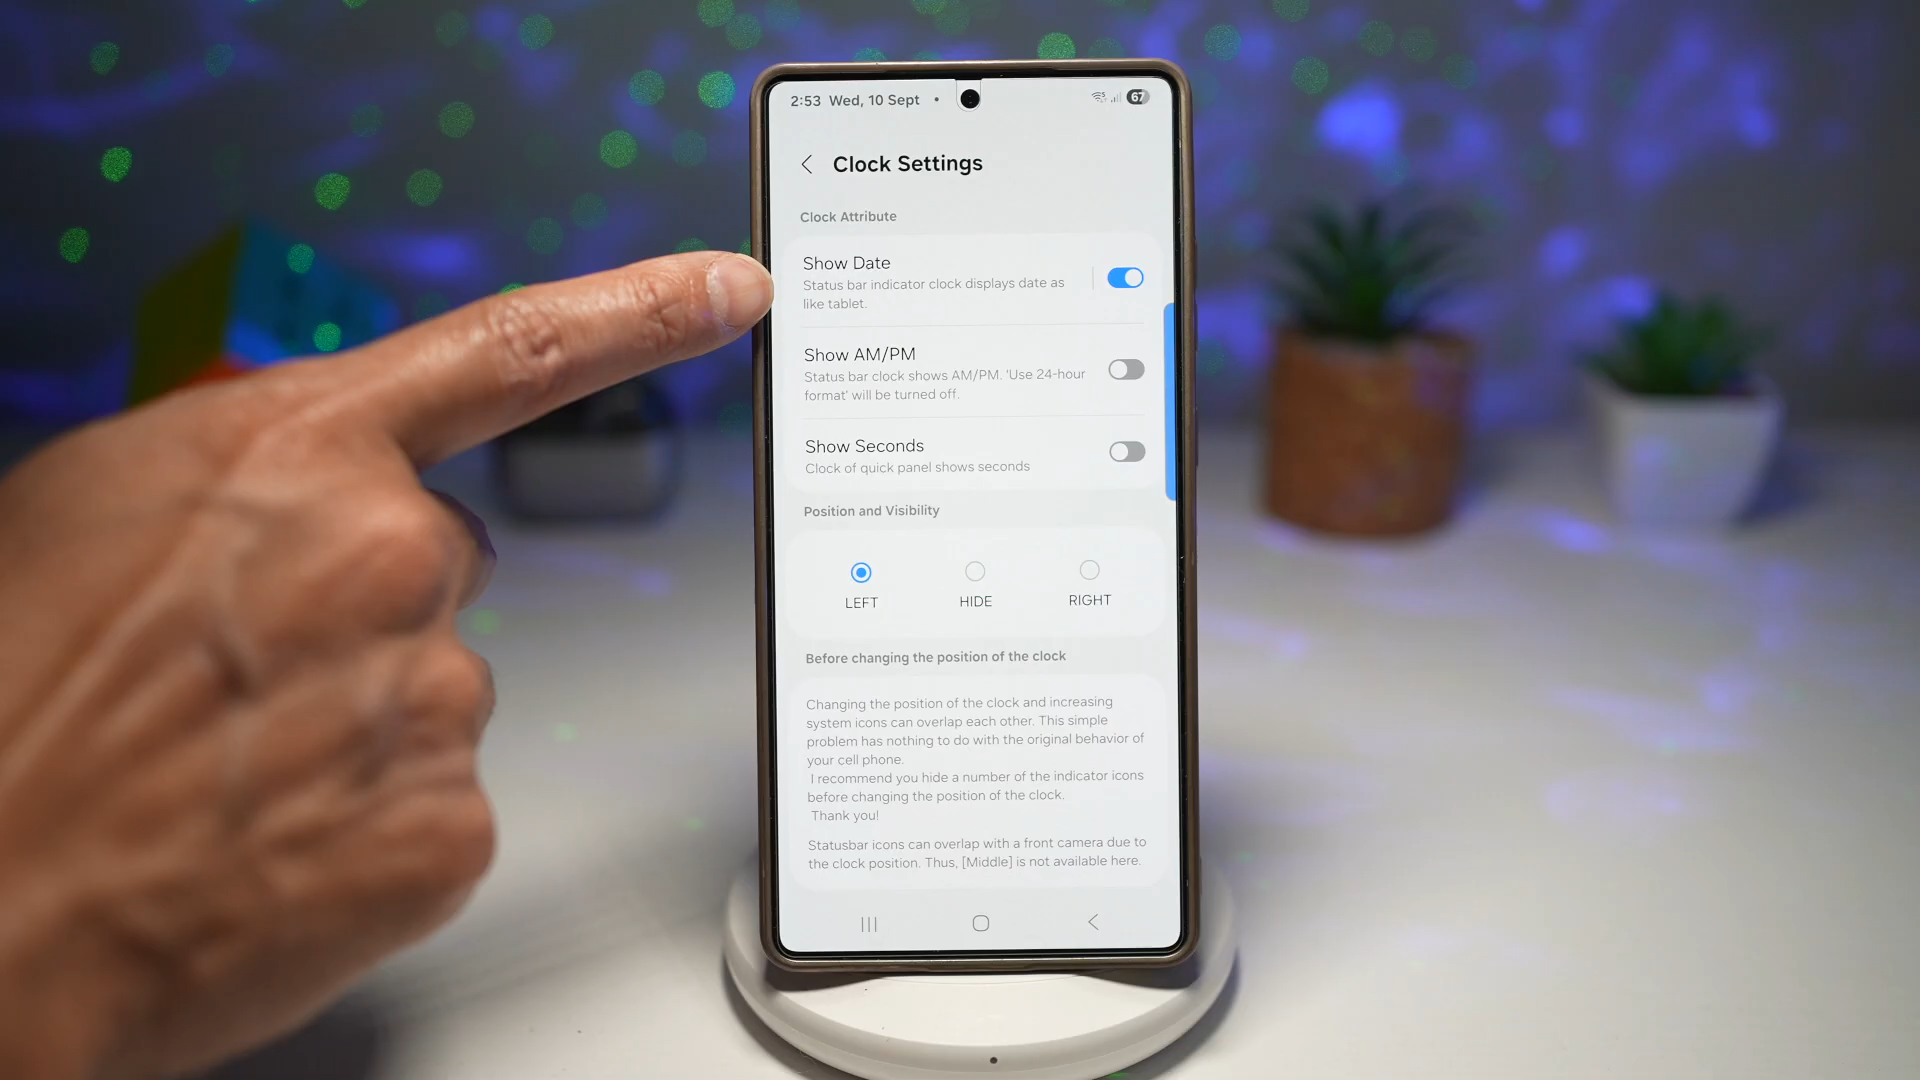 2:53 Wed, 10 Sept •
67
Clock Settings
Clock Attribute
Show Date
Status bar indicator clock displays date as
like tablet.
Show AM/PM
Status bar clock shows AM/PM. 'Use 24-hour
format' will be turned off.
Show Seconds
Clock of quick panel shows seconds
Position and Visibility
LEFT
HIDE
RIGHT
Before changing the position of the clock
Changing the position of the clock and increasing
system icons can overlap each other. This simple
problem has nothing to do with the original behavior of
your cell phone.
I recommend you hide a number of the indicator icons
before changing the position of the clock.
Thank you!
Statusbar icons can overlap with a front camera due to
the clock position. Thus, [Middle] is not available here.